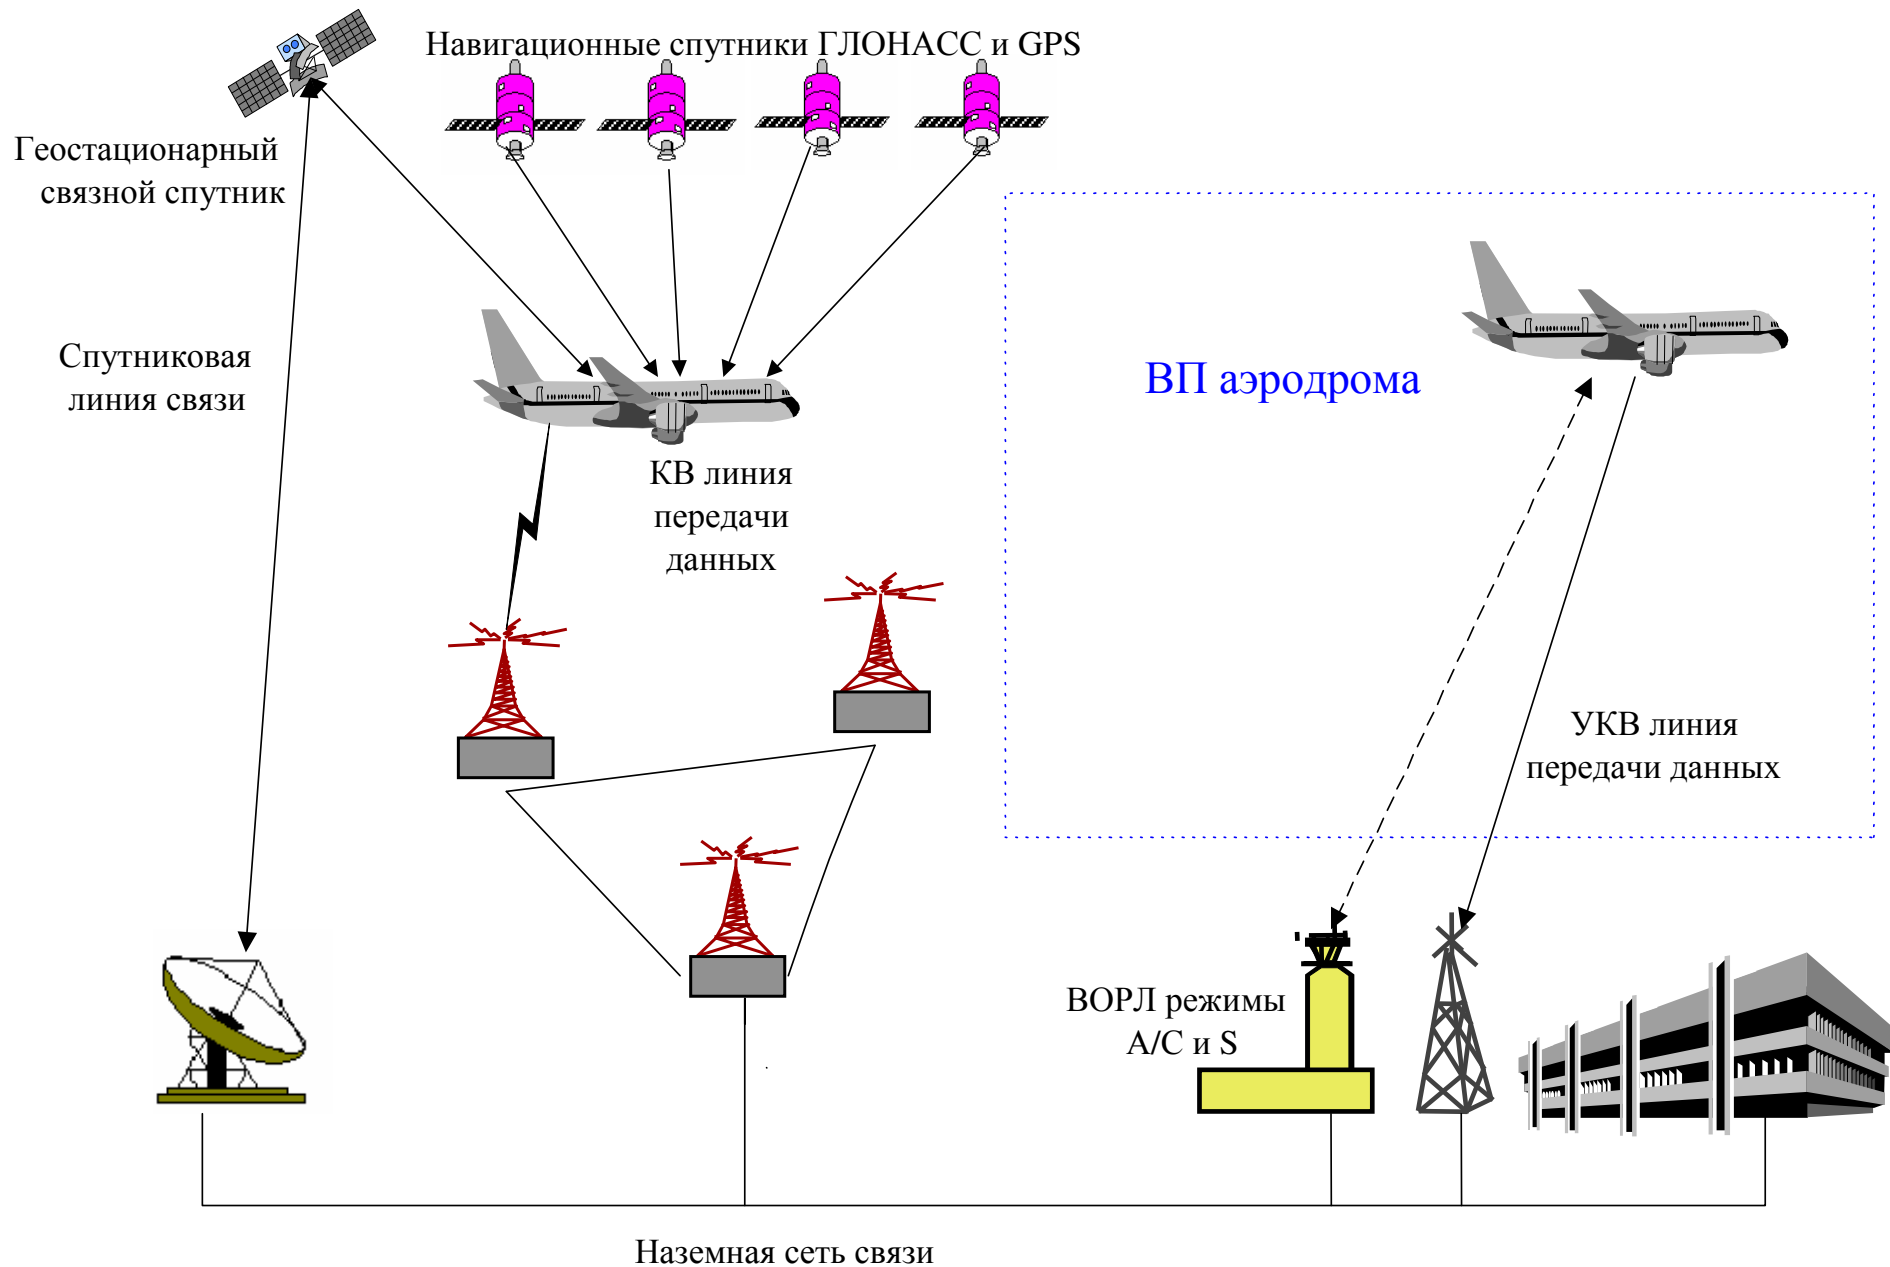 Навигационные спутники ГЛОНАСС и GPS
Геостационарный
связной спутник
Спутниковая
линия связи
ВП аэродрома
КВ линия
передачи
данных
УКВ линия
передачи данных
ВОРЛ режимы
А/С и S
Наземная сеть связи